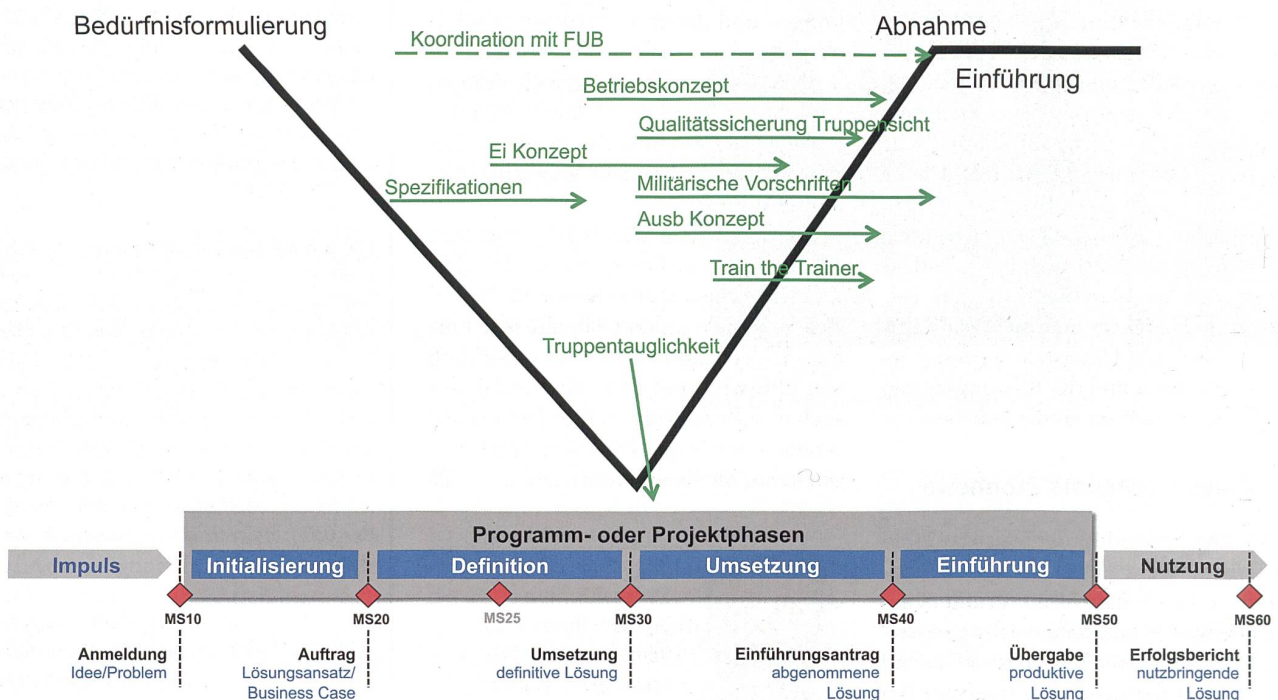 Bedürfnisformulierung
Abnahme
Koordination mit FUB
Einführung
Betriebskonzept
Qualitätssicherung Truppensicht
Ei Konzept
Spezifikationen
Militärische Vorschriften
Ausb Konzept
Train the Trainer
Truppentauglichkeit
Programm- oder Projektphasen
Impuls
Initialisierung
Definition
Umsetzung
Einführung
Nutzung
MS10
MS20
MS25
MS30
MS40
MS50
MS60
Anmeldung
Idee/Problem
Auftrag
Lösungsansatz/
Business Case
Umsetzung
definitive Lösung
Einführungsantrag
abgenommene
Lösung
Übergabe
produktive
Lösung
Erfolgsbericht
nutzbringende
Lösung